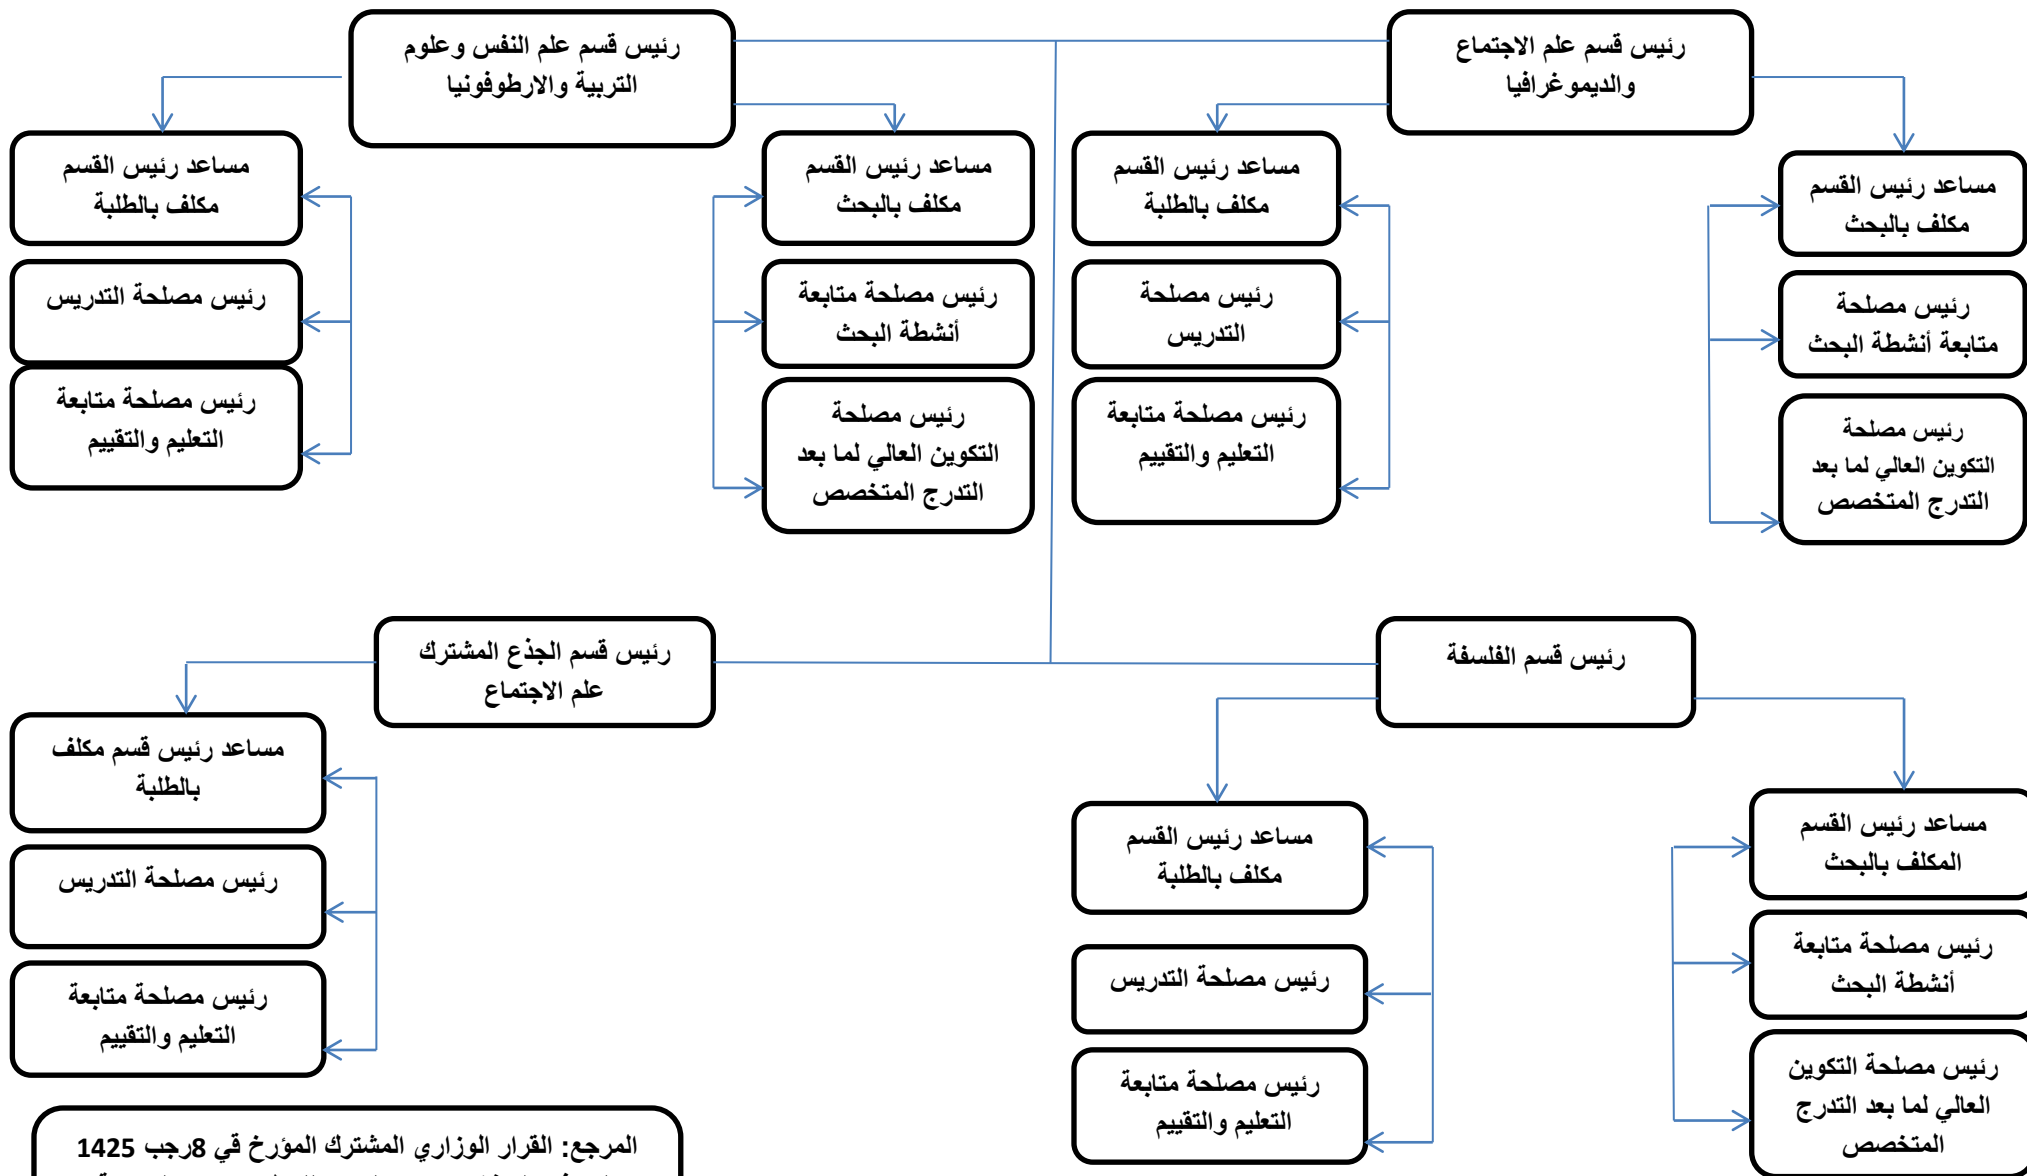 رئيس قسم علم الاجتماع
والديموغرافيا
رئيس قسم علم النفس وعلوم
التربية والارطوفونيا
مساعد رئيس القسم
مكلف بالبحث
رئيس مصلحة
متابعة أنشطة البحث
رئيس مصلحة
التكوين العالي لما بعد
التدرج المتخصص
مساعد رئيس القسم
مكلف بالطلبة
رئيس مصلحة
التدريس
رئيس مصلحة متابعة
التعليم والتقييم
مساعد رئيس القسم
مكلف بالبحث
رئيس مصلحة متابعة
أنشطة البحث
رئيس مصلحة
التكوين العالي لما بعد
التدرج المتخصص
مساعد رئيس القسم
مكلف بالطلبة
رئيس مصلحة التدريس
رئيس مصلحة متابعة
التعليم والتقييم
رئيس قسم الفلسفة
رئيس قسم الجذع المشترك
علم الاجتماع
مساعد رئيس القسم
المكلف بالبحث
رئيس مصلحة متابعة
أنشطة البحث
رئيس مصلحة التكوين
العالي لما بعد التدرج
المتخصص
مساعد رئيس القسم
مكلف بالطلبة
رئيس مصلحة التدريس
رئيس مصلحة متابعة
التعليم والتقييم
مساعد رئيس قسم مكلف
بالطلبة
رئيس مصلحة التدريس
رئيس مصلحة متابعة
التعليم والتقييم
المرجع: القرار الوزاري المشترك المؤرخ في 8رجب 1425